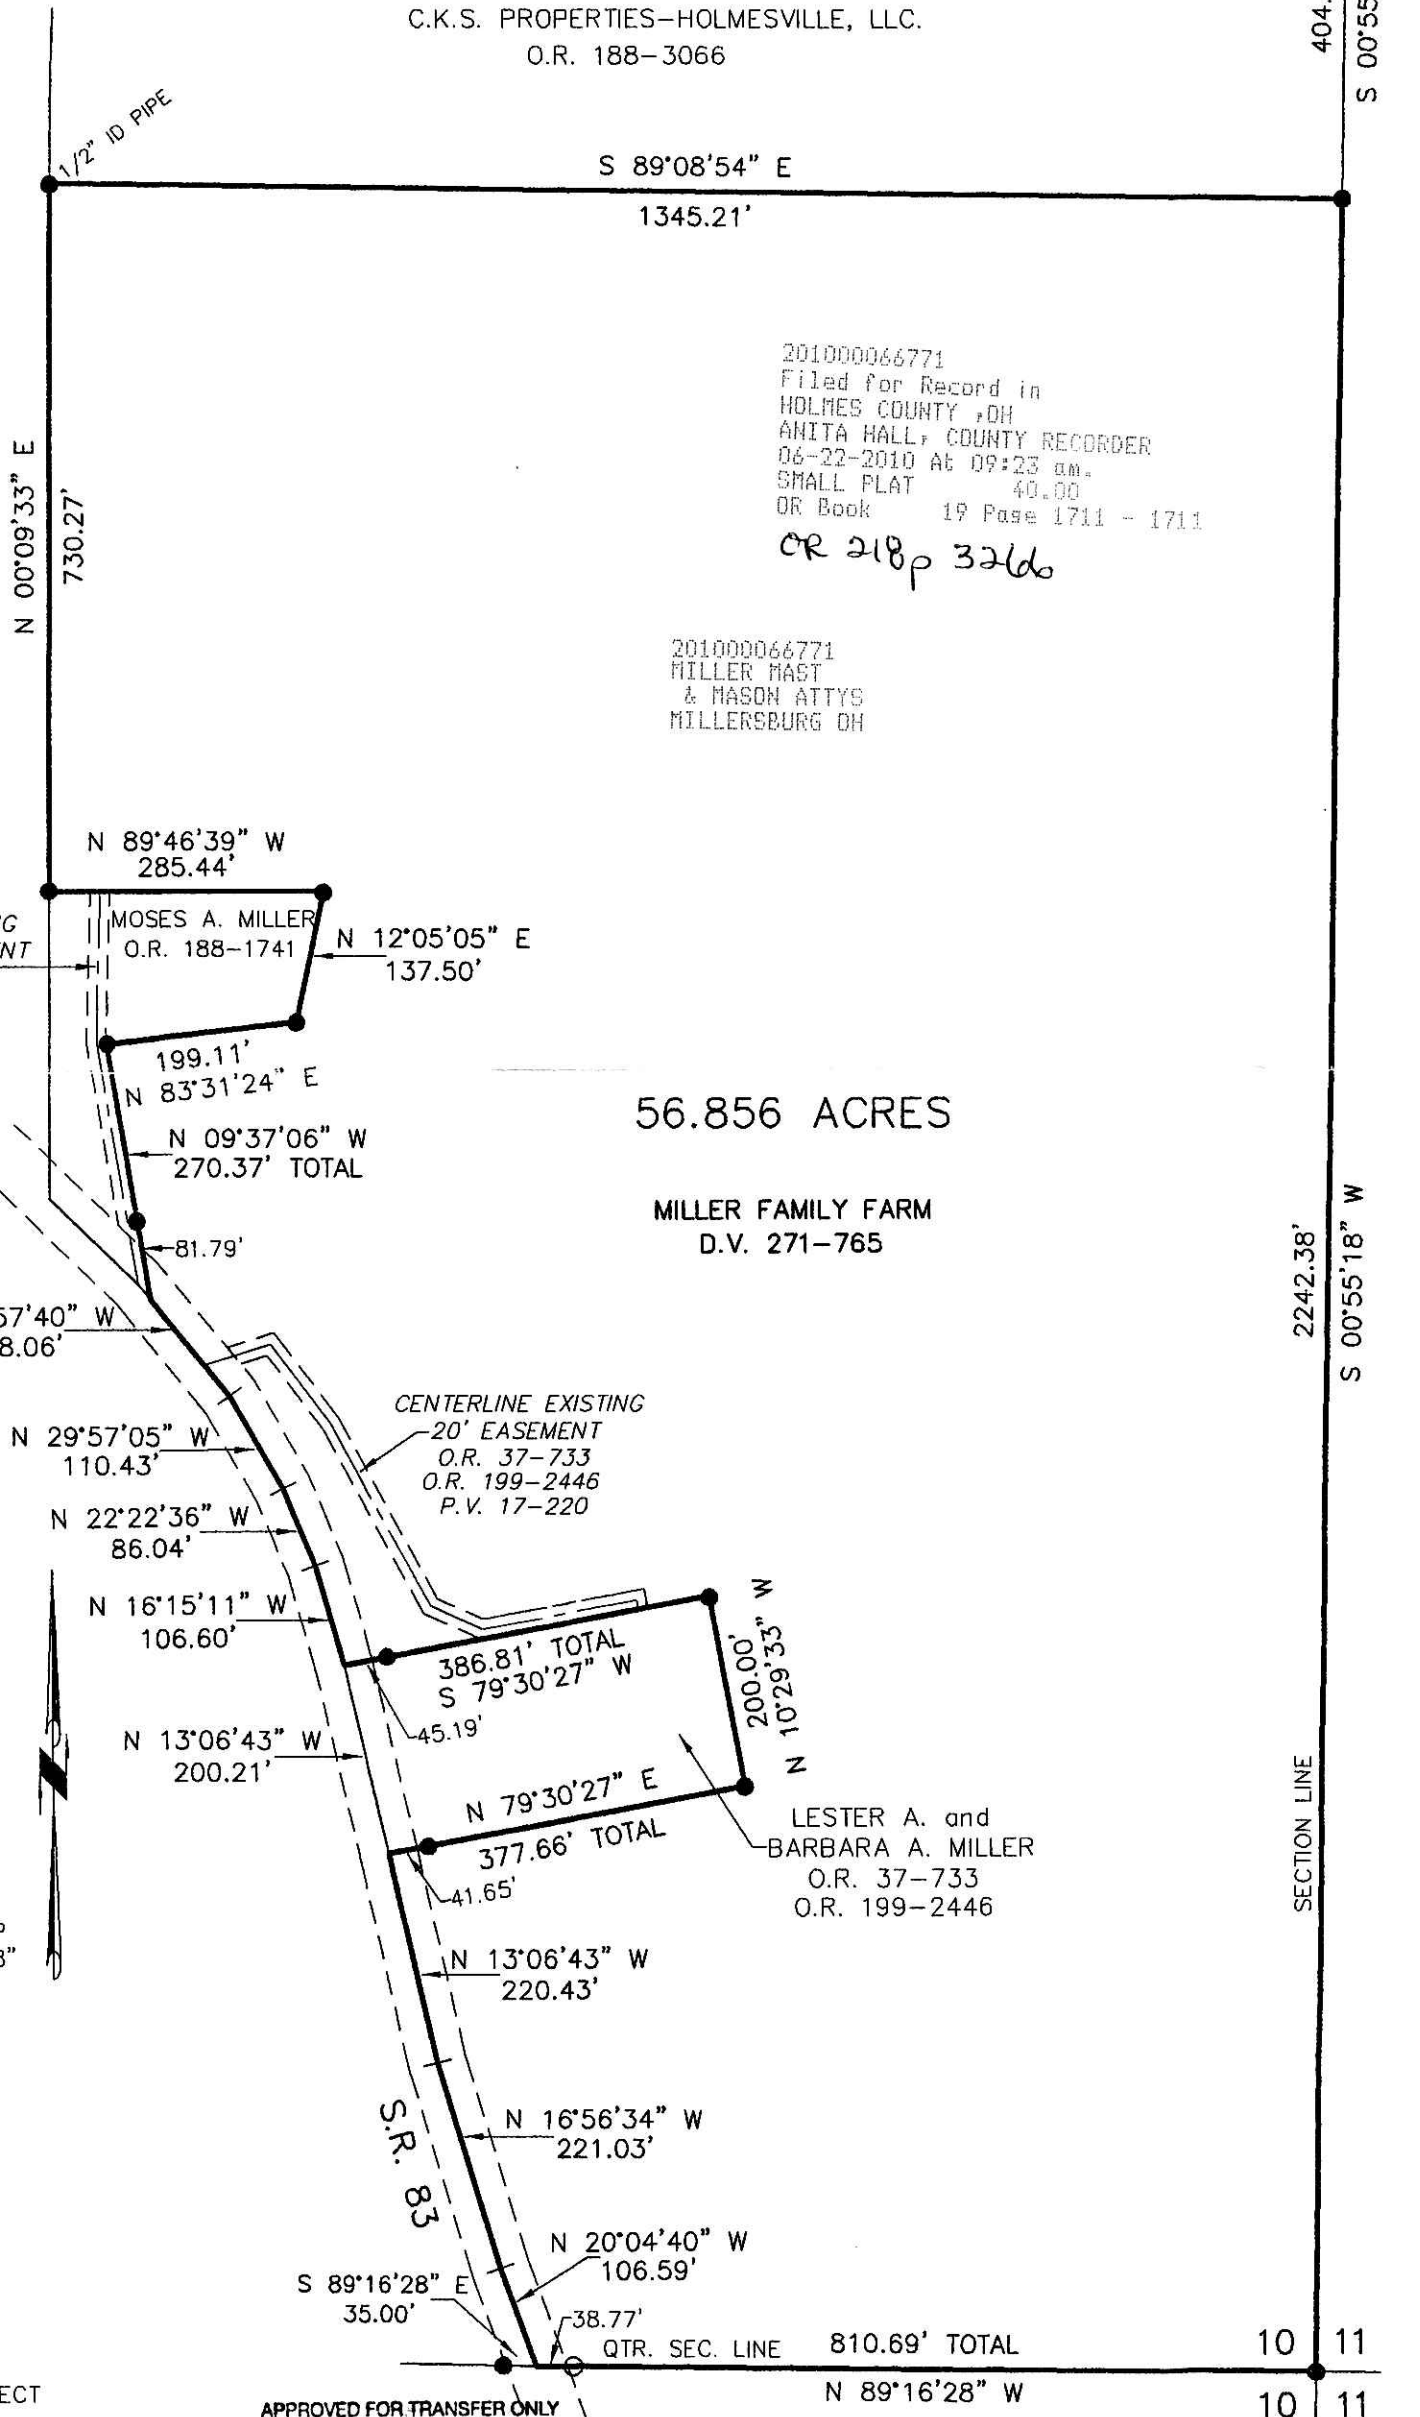 C.K.S. PROPERTIES-HOLMESVILLE, LLC.
O.R. 188-3066
404.
S 00°55
1/2" ID PIPE
S 89°08'54" E
1345.21'
201000066771
Filed for Record in
HOLMES COUNTY ,OH
ANITA HALL, COUNTY RECORDER
06-22-2010 At 09:23 am.
SMALL PLAT 40.00
OR Book 19 Page 1711 - 1711
OR 218p 3266
N 00°09'33" E
730.27'
201000066771
MILLER MAST
& MASON ATTYS
MILLERSBURG OH
N 89°46'39" W
285.44'
G
NT
MOSES A. MILLER
O.R. 188-1741
N 12°05'05" E
137.50'
199.11'
N 83°31'24" E
56.856 ACRES
N 09°37'06" W
270.37' TOTAL
MILLER FAMILY FARM
D.V. 271-765
81.79'
2242.38'
S 00°55'18" W
57'40" W
8.06'
CENTERLINE EXISTING
20' EASEMENT
O.R. 37-733
O.R. 199-2446
P.V. 17-220
N 29°57'05" W
110.43'
N 22°22'36" W
86.04'
N 16°15'11" W
106.60'
386.81' TOTAL
S 79°30'27" W
200.00'
N 10°29'33" W
45.19'
N 13°06'43" W
200.21'
N 79°30'27" E
377.66' TOTAL
41.65'
LESTER A. and
BARBARA A. MILLER
O.R. 37-733
O.R. 199-2446
SECTION LINE
N 13°06'43" W
220.43'
N 16°56'34" W
221.03'
S.R. 83
N 20°04'40" W
106.59'
S 89°16'28" E
35.00'
38.77'
QTR. SEC. LINE 810.69' TOTAL
10 11
N 89°16'28" W
10 11
ECT
APPROVED FOR TRANSFER ONLY